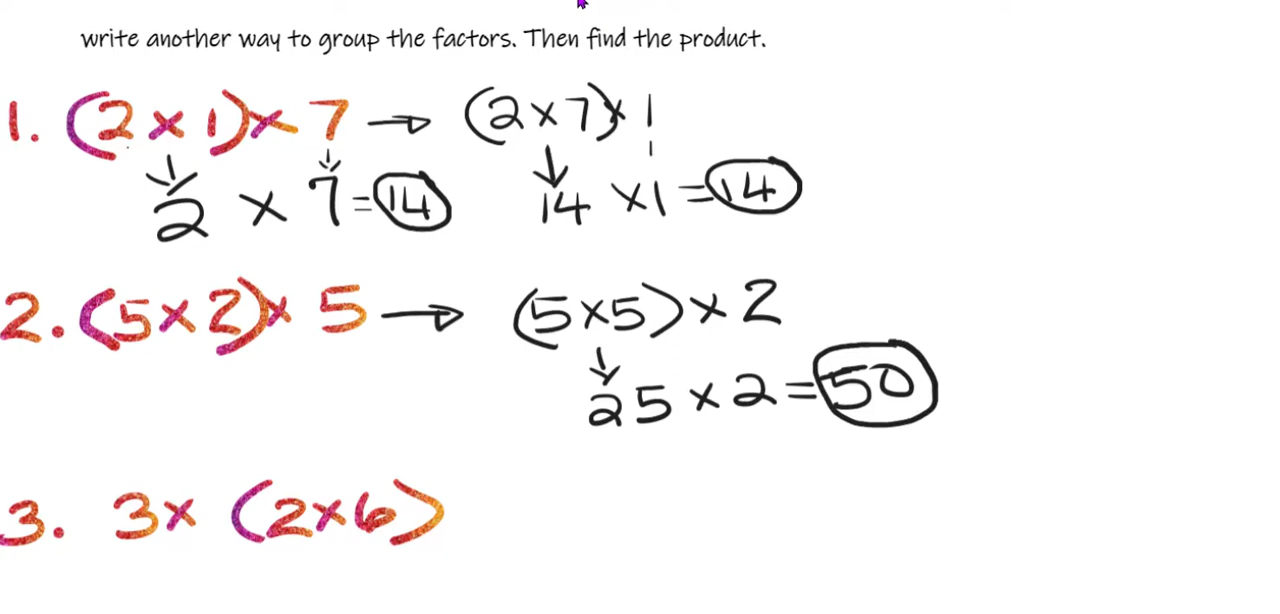 write another way to group the factors. Then find the product.
1. (2 x 1) x 7 → (2 x 7) x 1
2 x 7 = 14 14 x 1 = 14
2. (5 x 2) x 5 → (5 x 5) x 2
25 x 2 = 50
3. 3 x (2 x 6)